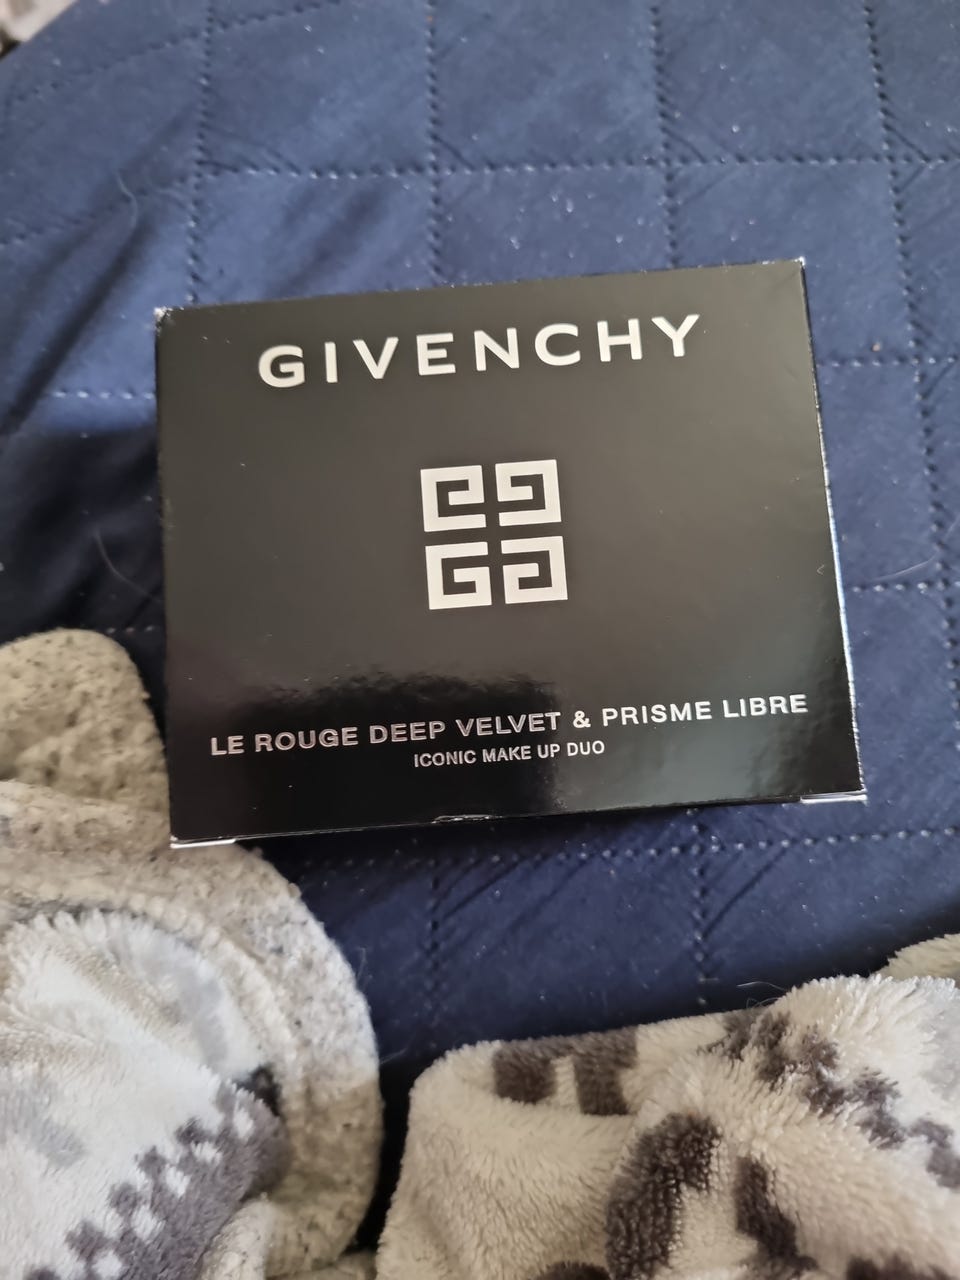 GIVENCHY
LE ROUGE DEEP VELVET & PRISME LIBRE
ICONIC MAKE UP DUO